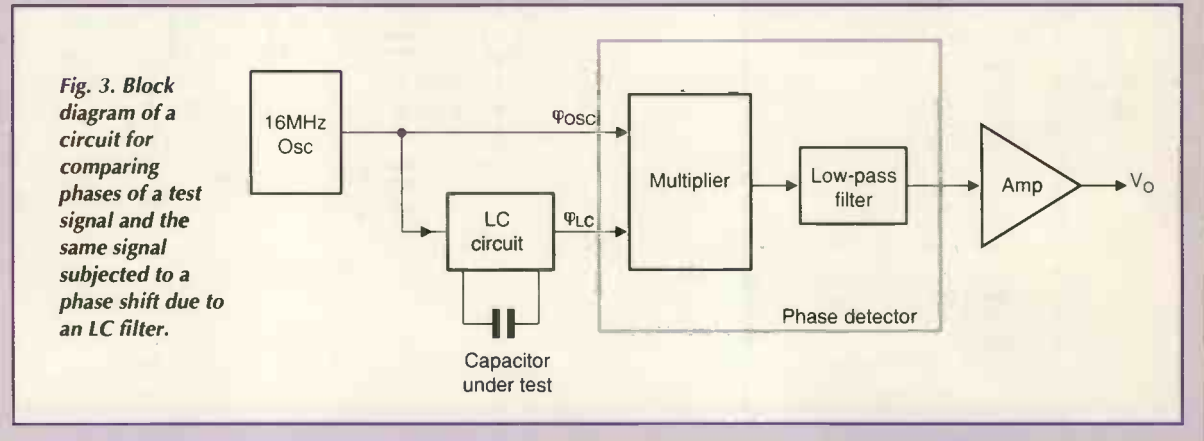 Fig. 3. Block
diagram of a
circuit for
comparing
phases of a test
signal and the
same signal
subjected to a
phase shift due to
an LC filter.
16MHz
Osc
φOSC
LC
circuit
φLC
Capacitor
under test
Multiplier
Low-pass
filter
Phase detector
Amp
VO